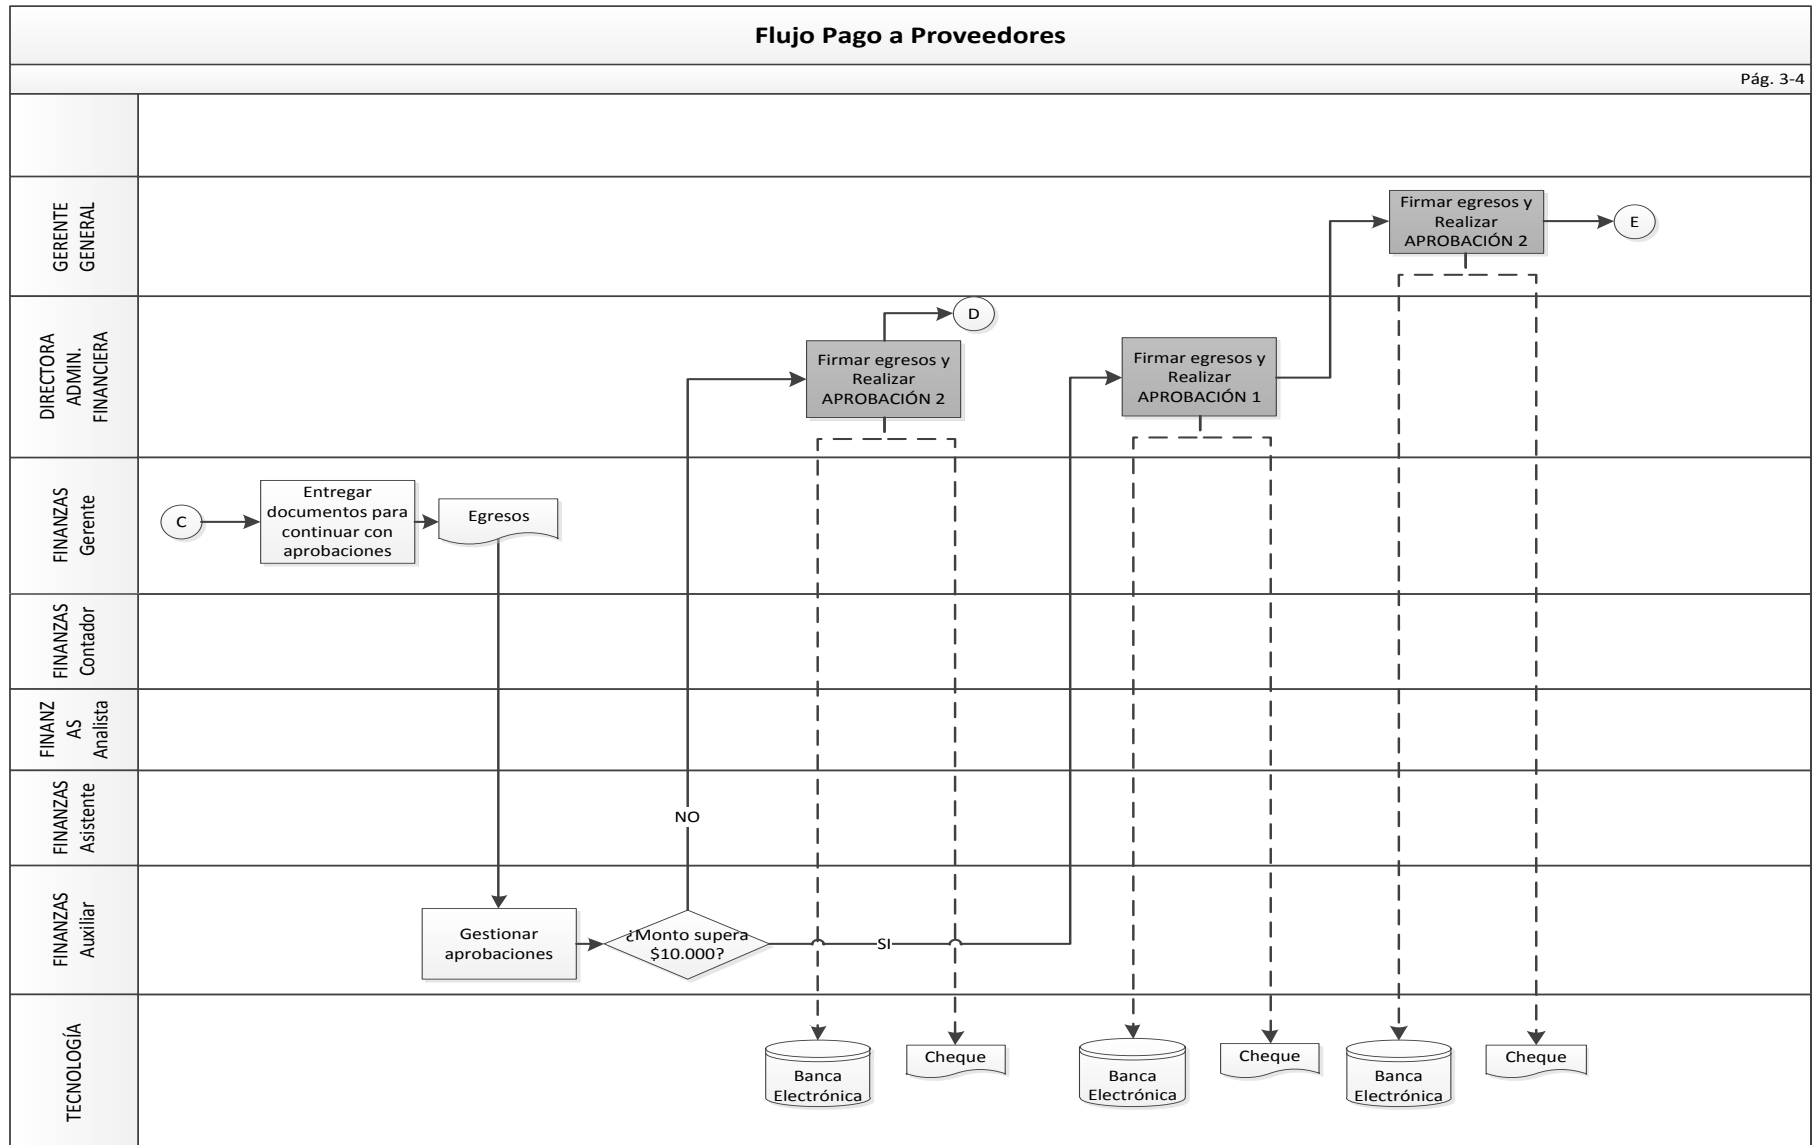 Flujo Pago a Proveedores
Pág. 3-4
GERENTE
GENERAL
Firmar egresos y
Realizar
APROBACIÓN 2
E
DIRECTORA
ADMIN.
FINANCIERA
D
Firmar egresos y
Realizar
APROBACIÓN 2
Firmar egresos y
Realizar
APROBACIÓN 1
FINANZAS
Gerente
C
Entregar
documentos para
continuar con
aprobaciones
Egresos
FINANZAS
Contador
FINANZ
AS
Analista
FINANZAS
Asistente
NO
FINANZAS
Auxiliar
Gestionar
aprobaciones
¿Monto supera
$10.000?
SI
TECNOLOGÍA
Banca
Electrónica
Cheque
Banca
Electrónica
Cheque
Banca
Electrónica
Cheque